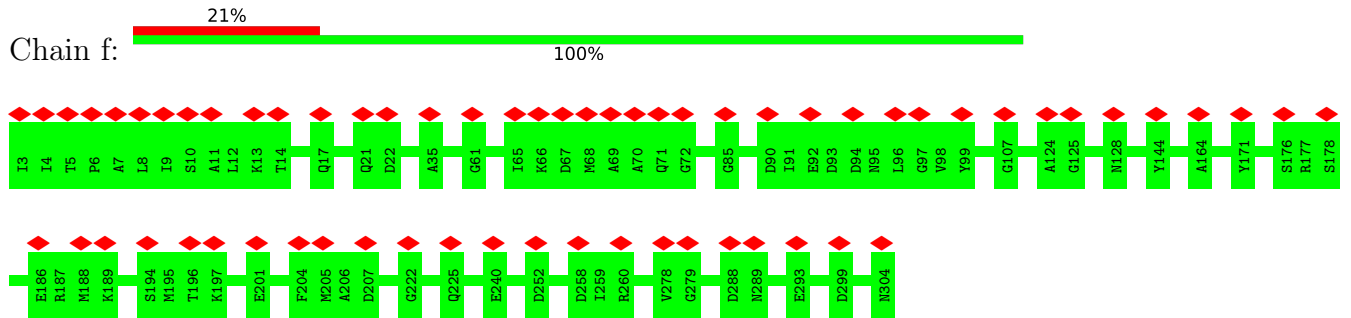 21%
Chain f:
100%
I3 I4 T5 P6 A7 L8 I9 S10 A11 L12 K13 T14 Q17 Q21 D22 A35 G61 I65 K66 D67 M68 A69 A70 Q71 G72 G85 D90 I91 E92 D93 D94 N95 L96 G97 V98 Y99 G107 A124 G125 N128 Y144 A164 Y171 S176 R177 S178
E186 R187 M188 K189 S194 M195 T196 K197 E201 F204 M205 A206 D207 G222 Q225 E240 D252 D258 I259 R260 V278 G279 D288 N289 E293 D299 N304